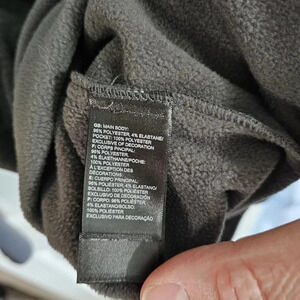 GB: MAIN BODY:
96% POLYESTER, 4% ELASTANE/
POCKET: 100% POLYESTER
EXCLUSIVE OF DECORATION
F: CORPS PINCIPAL:
96% POLYESTER,
4% ELASTHANNE/POCHE:
100% POLYESTER
À L'EXCEPTION DES
DÉCORATIONS
E: CUERPO PRINCIPAL:
96% POLIÉSTER, 4% ELASTANO/
BOLSILLO: 100% POLIÉSTER
EXCLUSIVO DE DECORACIÓN
P: CORPO: 96% POLIÉSTER
4% ELASTANO/BOLSO:
100% POLIÉSTER
EXCLUSIVO PARA DECORAÇÃO